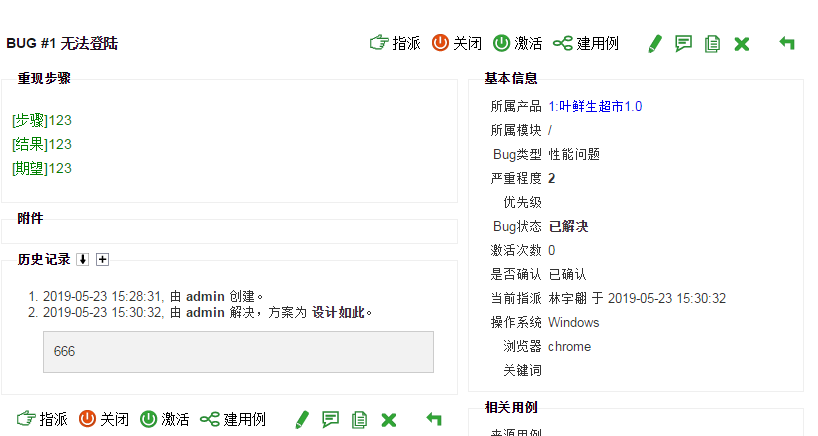 BUG #1 无法登陆
指派 关闭 激活 建用例
重现步骤
[步骤]123
[结果]123
[期望]123
附件
历史记录
1. 2019-05-23 15:28:31, 由 admin 创建。
2. 2019-05-23 15:30:32, 由 admin 解决，方案为 设计如此。
666
指派 关闭 激活 建用例
基本信息
所属产品 1:叶鲜生超市1.0
所属模块 /
Bug类型 性能问题
严重程度 2
优先级
Bug状态 已解决
激活次数 0
是否确认 已确认
当前指派 林宇翩 于 2019-05-23 15:30:32
操作系统 Windows
浏览器 chrome
关键词
相关用例
来源用例